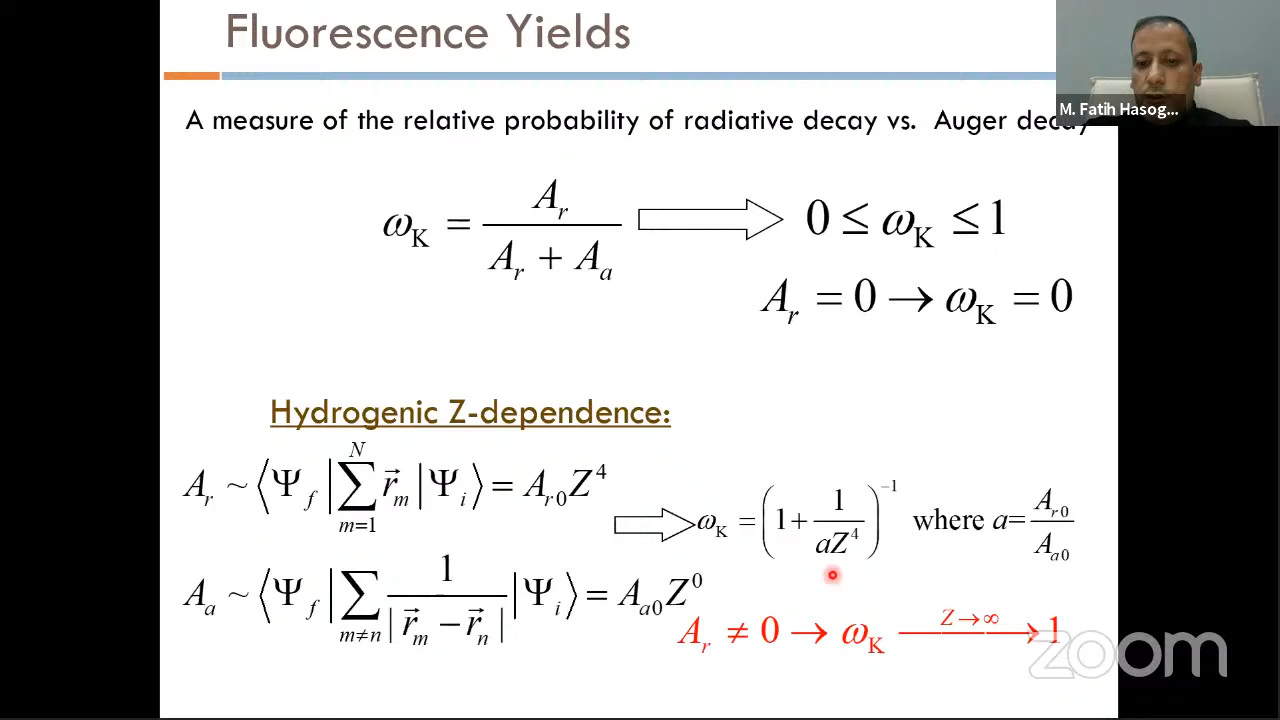 Fluorescence Yields
M. Fatih Hasog...
A measure of the relative probability of radiative decay vs. Auger decay
ω_K = A_r / (A_r + A_a) ⇒ 0 ≤ ω_K ≤ 1
A_r = 0 → ω_K = 0
Hydrogenic Z-dependence:
A_r ~ ⟨Ψ_f | ∑_{m=1}^{N} r⃗_m | Ψ_i⟩ = A_{r0} Z^4
ω_K = (1 + 1/(aZ^4))^{-1} where a = A_{r0}/A_{a0}
A_a ~ ⟨Ψ_f | ∑_{m≠n} 1/|r⃗_m − r⃗_n| | Ψ_i⟩ = A_{a0} Z^0
A_r ≠ 0 → ω_K —Z→∞→ 1
zoom